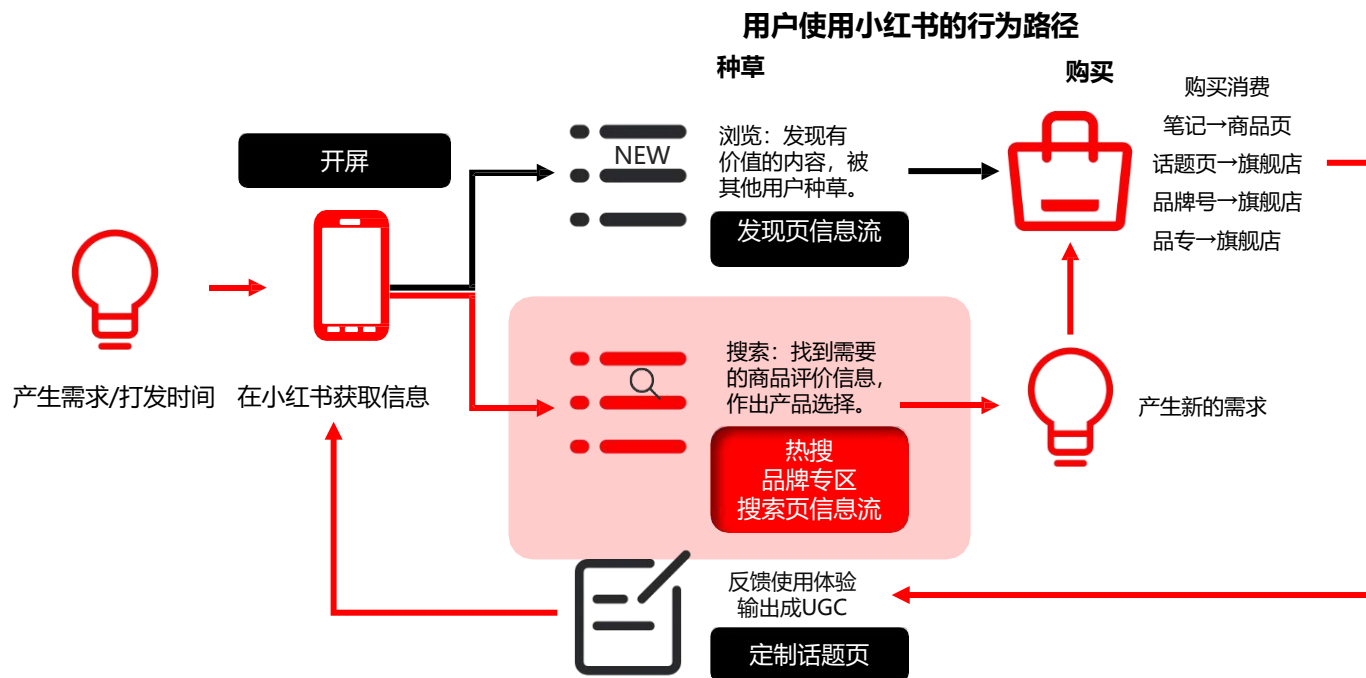 用户使用小红书的行为路径
种草
购买
开屏
NEW
浏览：发现有
价值的内容，被
其他用户种草。
发现页信息流
购买消费
笔记→商品页
话题页→旗舰店
品牌号→旗舰店
品专→旗舰店
产生需求/打发时间
在小红书获取信息
搜索：找到需要
的商品评价信息，
作出产品选择。
热搜
品牌专区
搜索页信息流
产生新的需求
反馈使用体验
输出成UGC
定制话题页